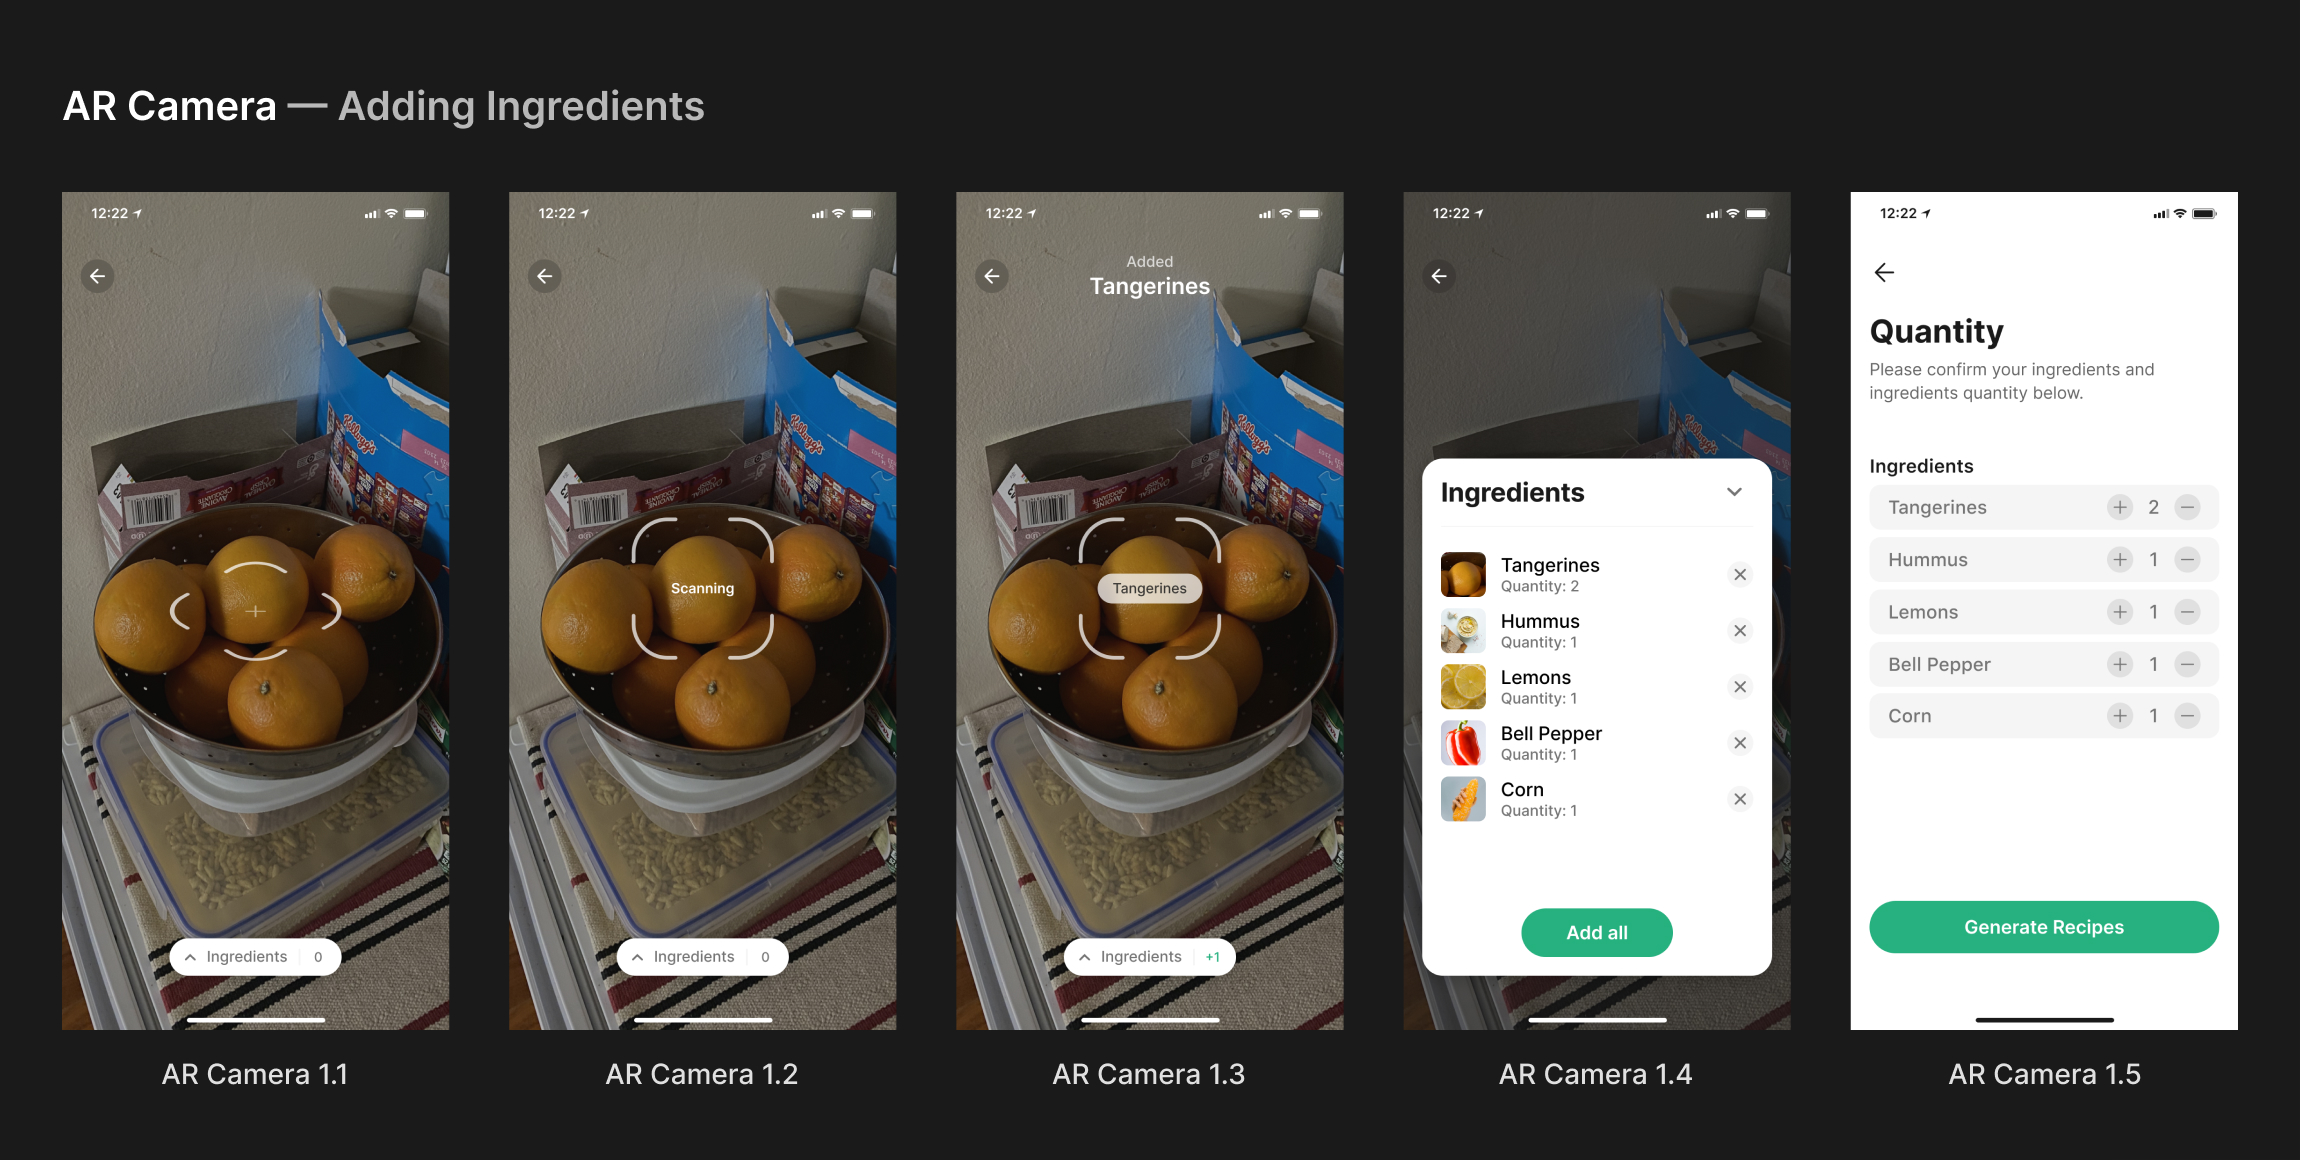 AR Camera — Adding Ingredients
12:22
Kellogg's
Ingredients 0
AR Camera 1.1
12:22
Kellogg's
Scanning
Ingredients 0
AR Camera 1.2
12:22
Added
Tangerines
Kellogg's
Tangerines
Ingredients +1
AR Camera 1.3
12:22
Ingredients
Tangerines
Quantity: 2
Hummus
Quantity: 1
Lemons
Quantity: 1
Bell Pepper
Quantity: 1
Corn
Quantity: 1
Add all
AR Camera 1.4
12:22
Quantity
Please confirm your ingredients and
ingredients quantity below.
Ingredients
Tangerines + 2 −
Hummus + 1 −
Lemons + 1 −
Bell Pepper + 1 −
Corn + 1 −
Generate Recipes
AR Camera 1.5